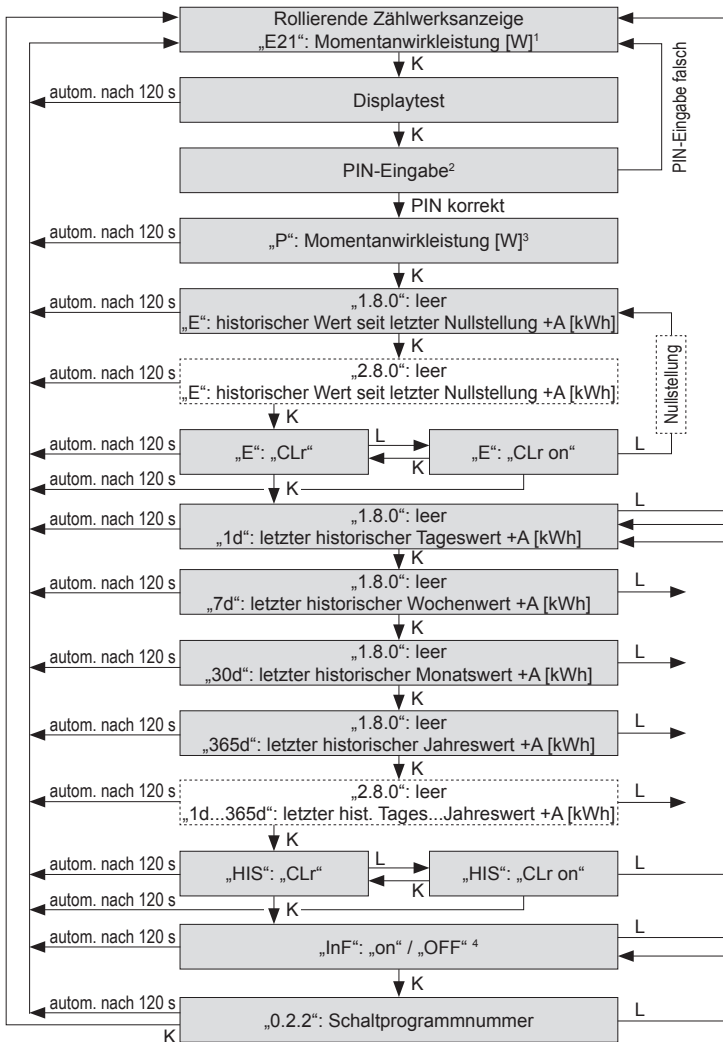 Rollierende Zählwerksanzeige
„E21“: Momentanwirkleistung [W]¹
K
autom. nach 120 s
Displaytest
PIN-Eingabe falsch
K
PIN-Eingabe²
PIN korrekt
autom. nach 120 s
„P“: Momentanwirkleistung [W]³
K
autom. nach 120 s
„1.8.0“: leer
„E“: historischer Wert seit letzter Nullstellung +A [kWh]
K
Nullstellung
autom. nach 120 s
„2.8.0“: leer
„E“: historischer Wert seit letzter Nullstellung +A [kWh]
K
autom. nach 120 s
„E“: „CLr“
L
K
„E“: „CLr on“
L
autom. nach 120 s
K
L
autom. nach 120 s
„1.8.0“: leer
„1d“: letzter historischer Tageswert +A [kWh]
K
autom. nach 120 s
„1.8.0“: leer
„7d“: letzter historischer Wochenwert +A [kWh]
L
K
autom. nach 120 s
„1.8.0“: leer
„30d“: letzter historischer Monatswert +A [kWh]
L
K
autom. nach 120 s
„1.8.0“: leer
„365d“: letzter historischer Jahreswert +A [kWh]
L
K
autom. nach 120 s
„2.8.0“: leer
„1d...365d“: letzter hist. Tages...Jahreswert +A [kWh]
L
K
autom. nach 120 s
„HIS“: „CLr“
L
K
„HIS“: „CLr on“
L
autom. nach 120 s
K
autom. nach 120 s
„InF“: „on“ / „OFF“ ⁴
L
K
autom. nach 120 s
„0.2.2“: Schaltprogrammnummer
L
K